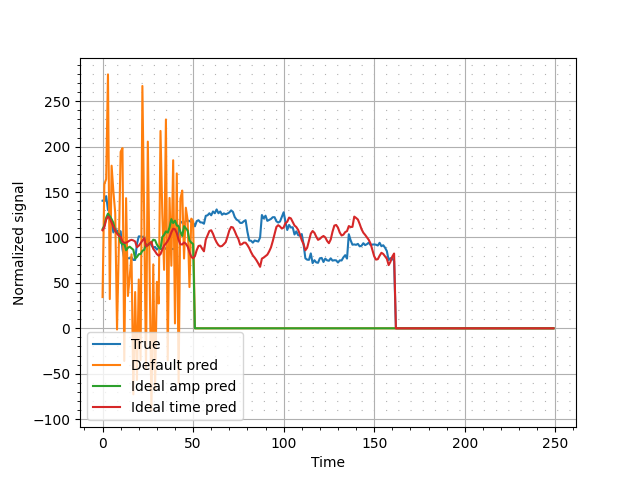 Normalized signal
250
200
150
100
50
0
−50
−100
True
Default pred
Ideal amp pred
Ideal time pred
0
50
100
150
200
250
Time